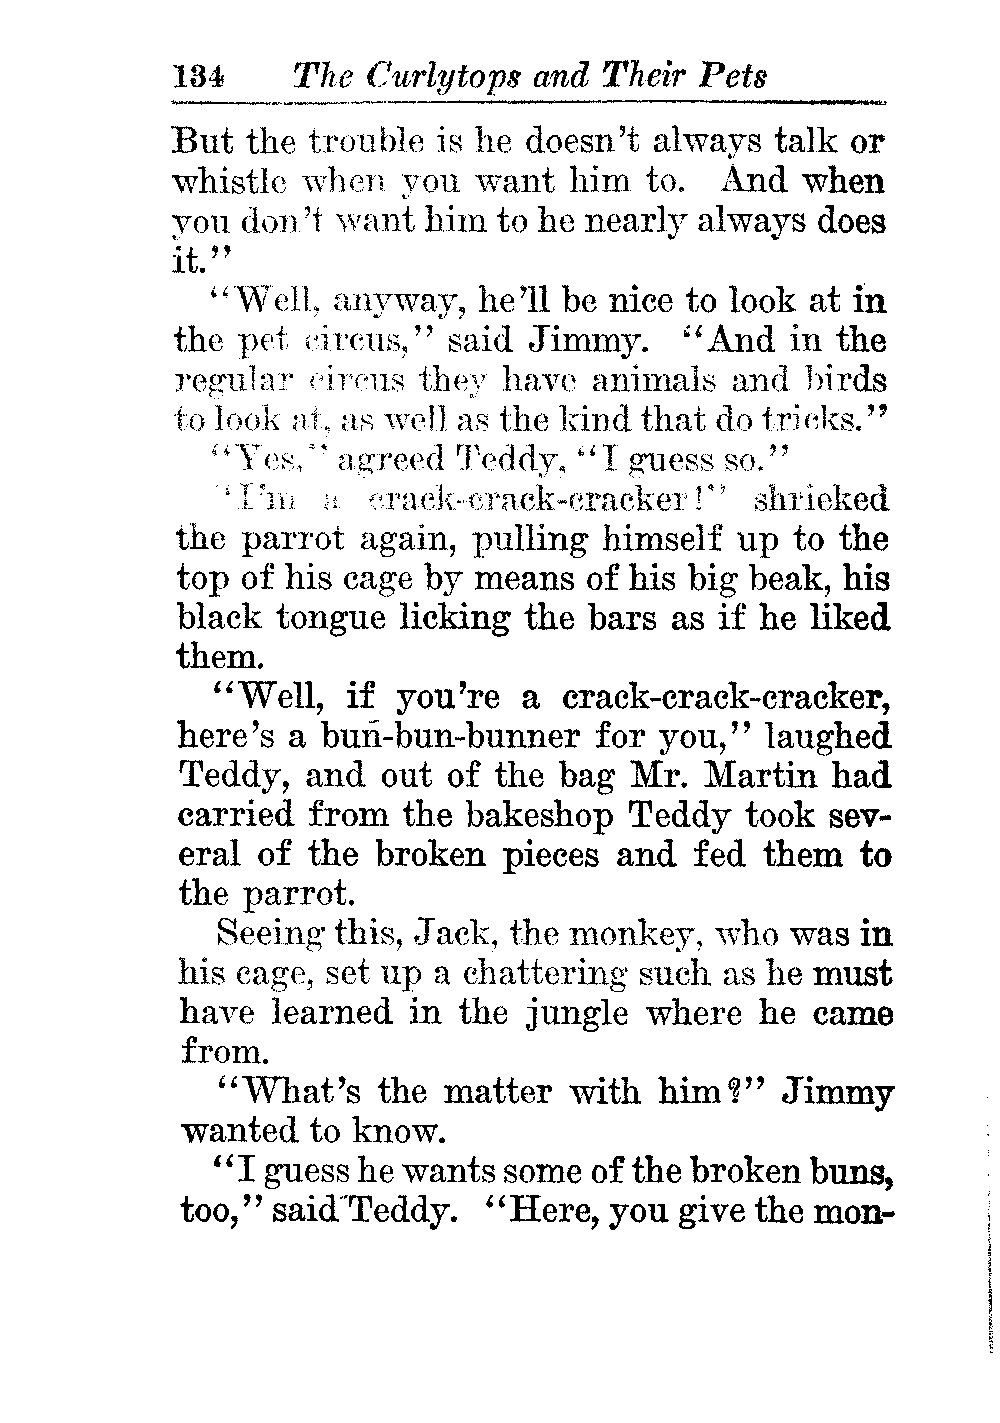 134 The Curlytops and Their Pets
But the trouble is he doesn't always talk or
whistle when you want him to. And when
you don't want him to he nearly always does
it."
"Well, anyway, he'll be nice to look at in
the pet circus," said Jimmy. "And in the
regular circus they have animals and birds
to look at, as well as the kind that do tricks."
"Yes," agreed Teddy, "I guess so."
"I'm a crack-crack-cracker!" shrieked
the parrot again, pulling himself up to the
top of his cage by means of his big beak, his
black tongue licking the bars as if he liked
them.
"Well, if you're a crack-crack-cracker,
here's a bun-bun-bunner for you," laughed
Teddy, and out of the bag Mr. Martin had
carried from the bakeshop Teddy took sev-
eral of the broken pieces and fed them to
the parrot.
Seeing this, Jack, the monkey, who was in
his cage, set up a chattering such as he must
have learned in the jungle where he came
from.
"What's the matter with him?" Jimmy
wanted to know.
"I guess he wants some of the broken buns,
too," said Teddy. "Here, you give the mon-